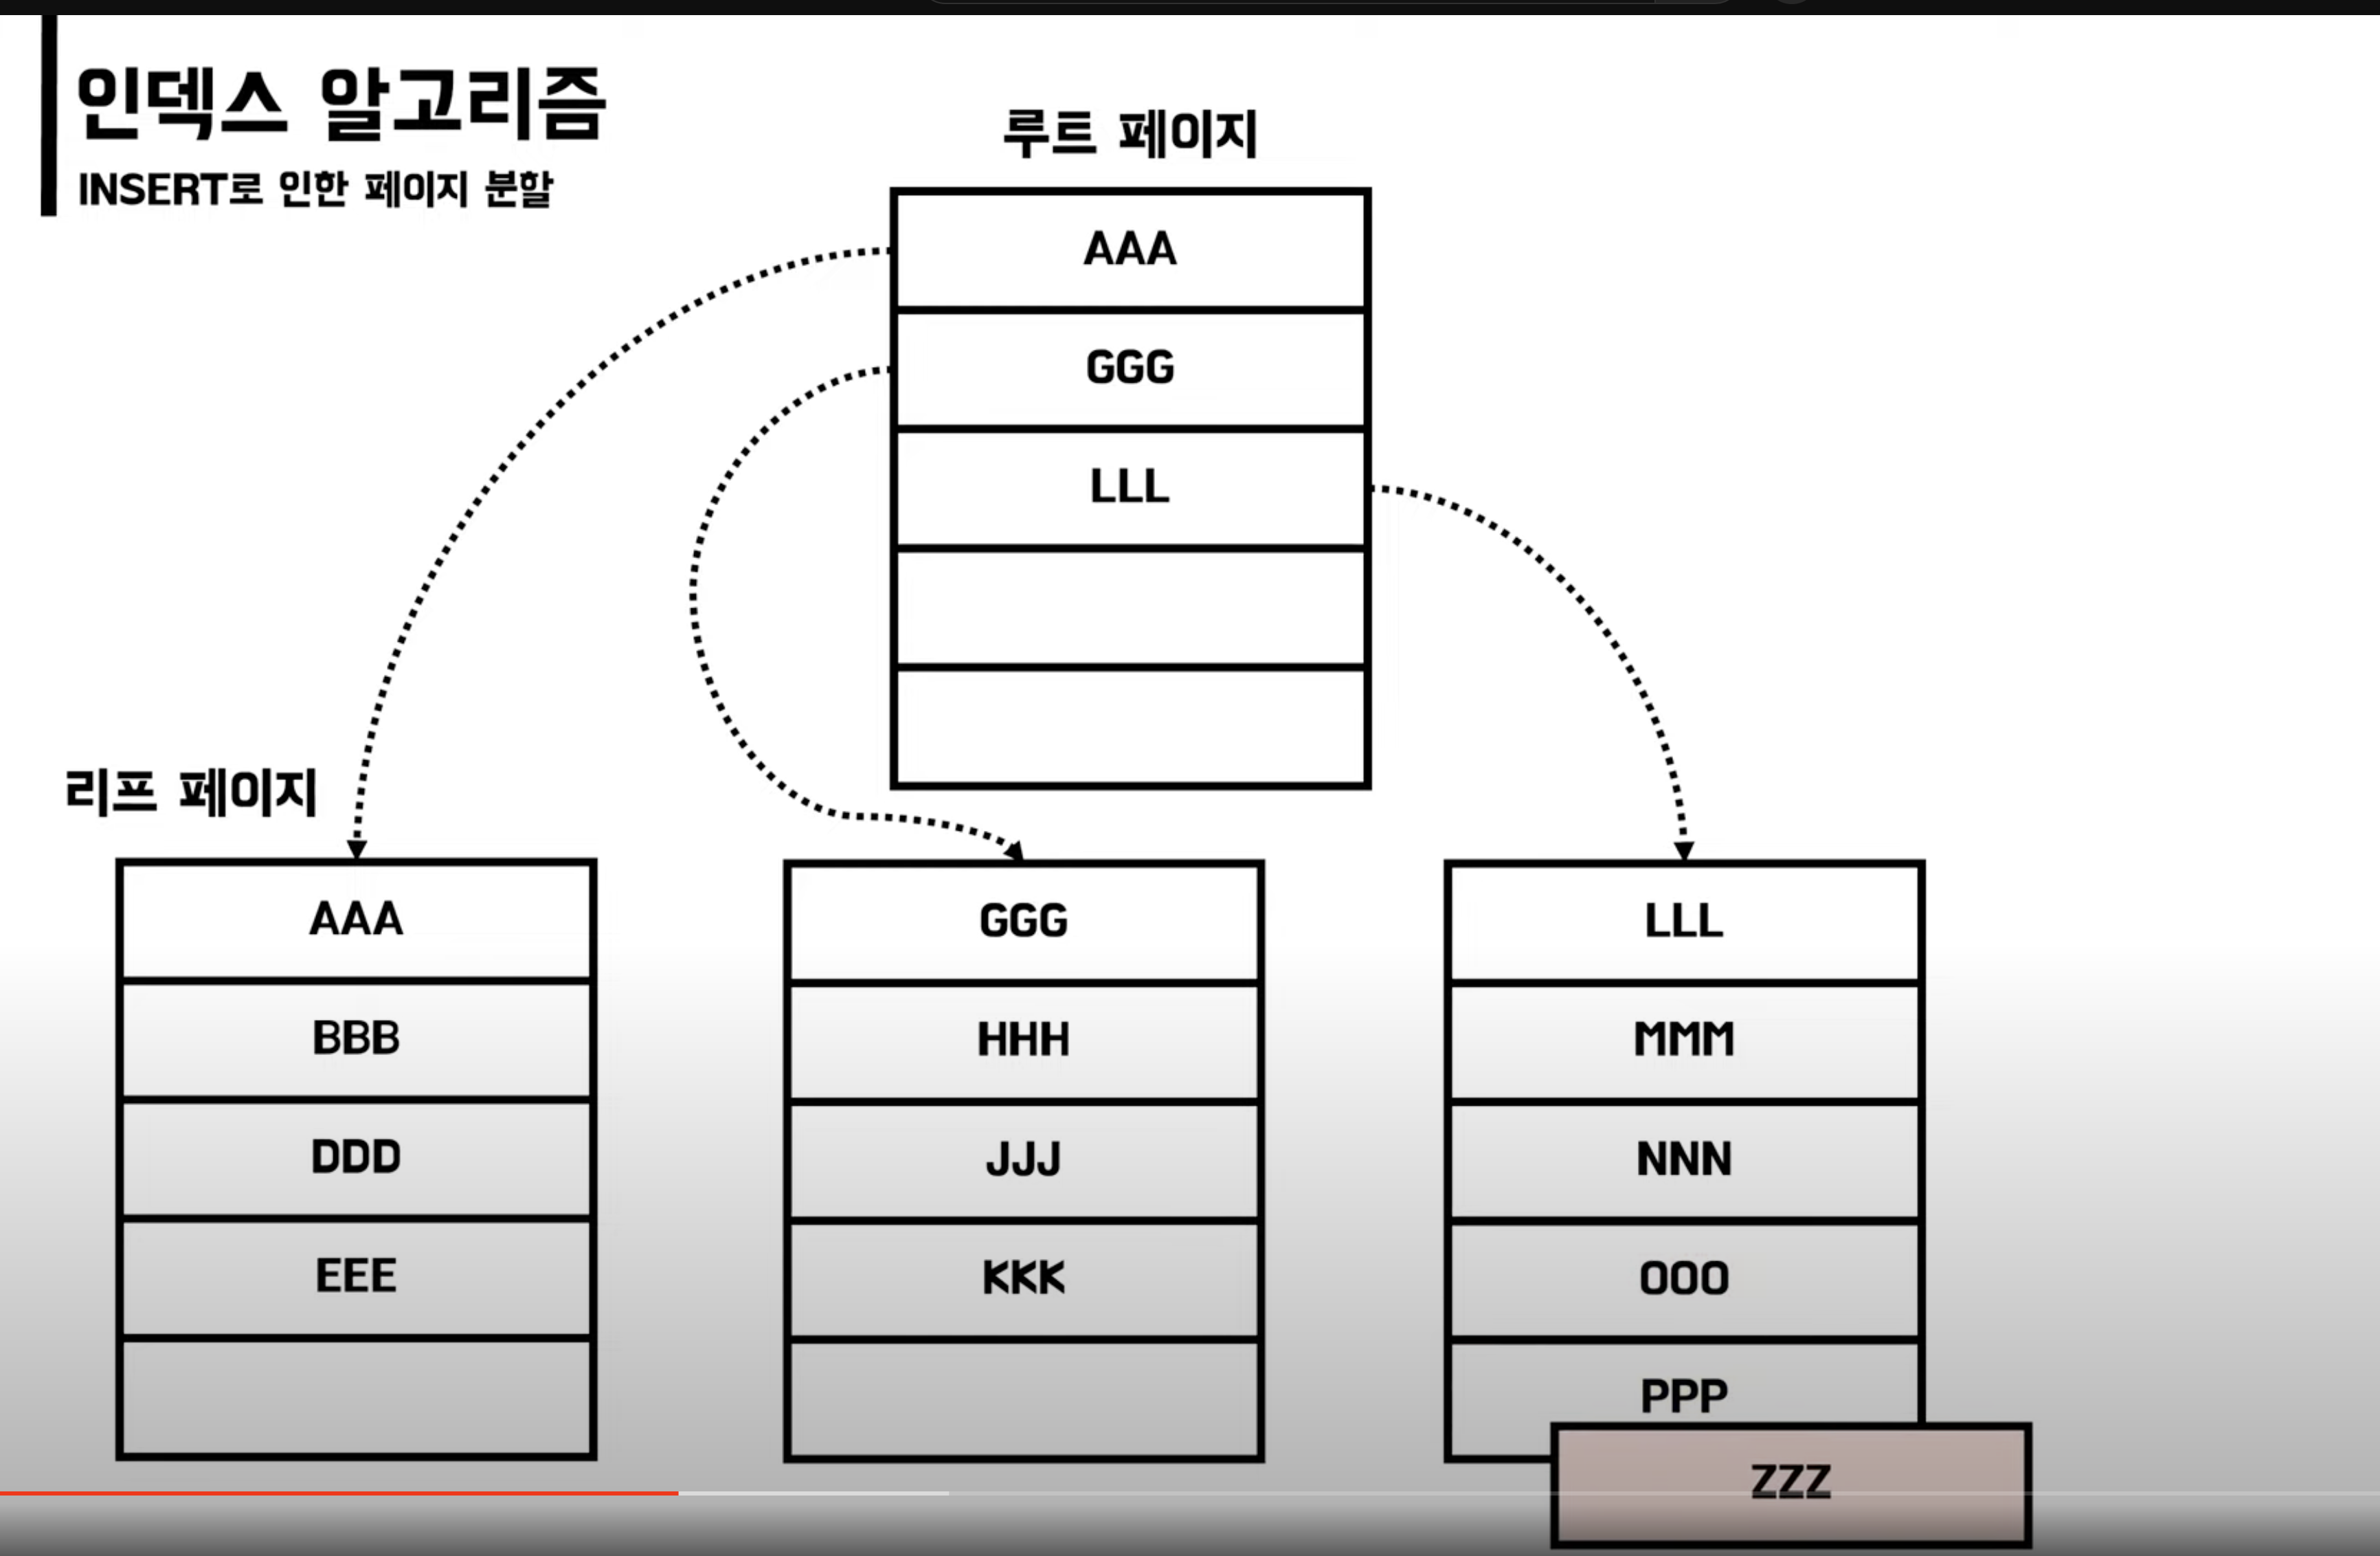 인덱스 알고리즘
INSERT로 인한 페이지 분할
루트 페이지
AAA
GGG
LLL
리프 페이지
AAA
BBB
DDD
EEE
GGG
HHH
JJJ
KKK
LLL
MMM
NNN
OOO
PPP
ZZZ